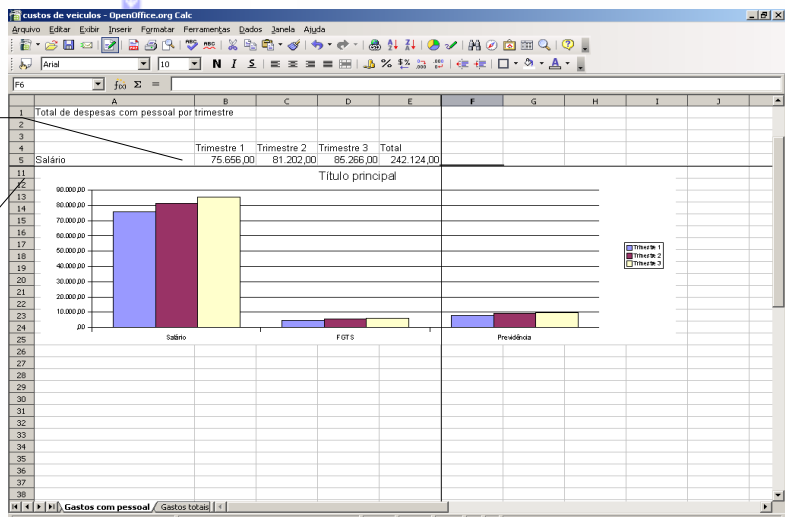 custos de veículos - OpenOffice.org Calc
Arquivo Editar Exibir Inserir Formatar Ferramentas Dados Janela Ajuda
Arial 10 N I S
F6 f(x) Σ =
A B C D E F G H I J
1 Total de despesas com pessoal por trimestre
2
3
4 Trimestre 1 Trimestre 2 Trimestre 3 Total
5 Salário 75.656,00 81.202,00 85.266,00 242.124,00
11
12
13
14
15
16
17
18
19
20
21
22
23
24
25
26
27
28
29
30
31
32
33
34
35
36
37
38
Título principal
90.000,00
80.000,00
70.000,00
60.000,00
50.000,00
40.000,00
30.000,00
20.000,00
10.000,00
,00
Salário FGTS Previdência
Trimestre 1
Trimestre 2
Trimestre 3
Gastos com pessoal Gastos totais